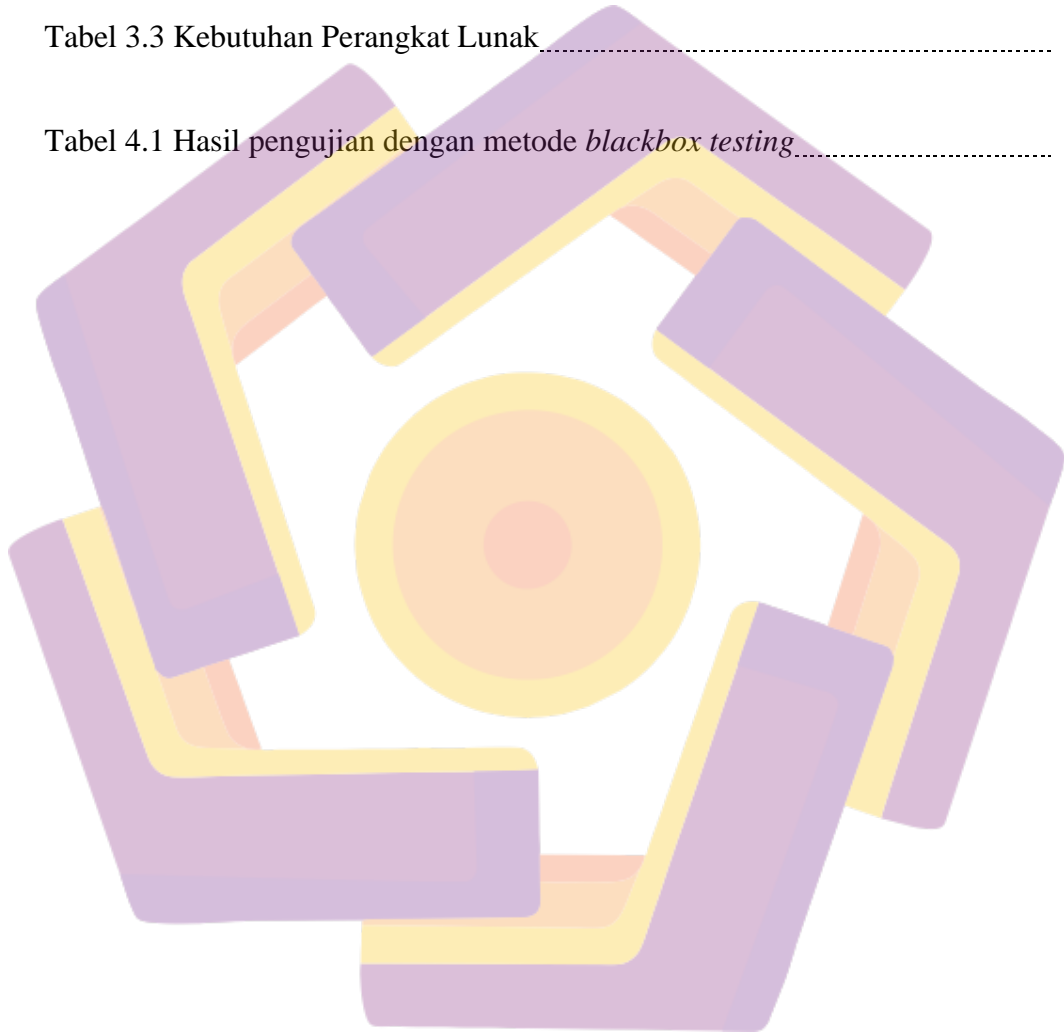 Tabel 3.3 Kebutuhan Perangkat Lunak
Tabel 4.1 Hasil pengujian dengan metode blackbox testing